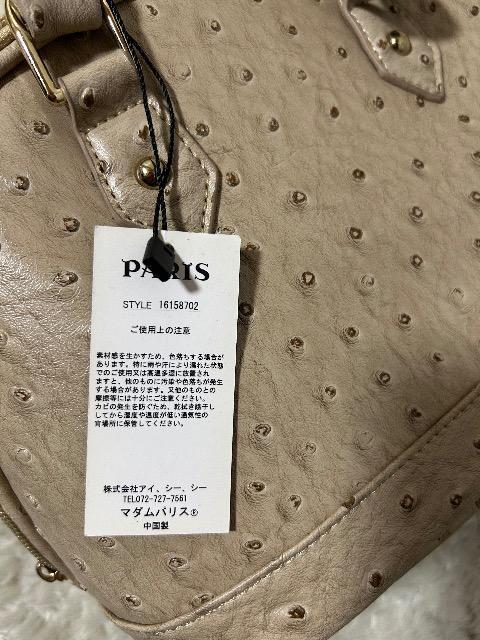 PARIS
STYLE 16158702
ご使用上の注意
素材感を生かすため、色落ちする場合が
あります。特に雨や汗により濡れた状態
でのご使用又は高温多湿に放置され
ますと、他のものに汚染や色落ちが発生
する場合があります。又他のものとの
摩擦等には十分にご注意ください。
カビの発生を防ぐため、乾拭き陰干し
してから湿度や温度が低い通気性の
有場所に保管してください。
株式会社アイ、シー、シー
TEL072-727-7561
マダムパリス®
中国製